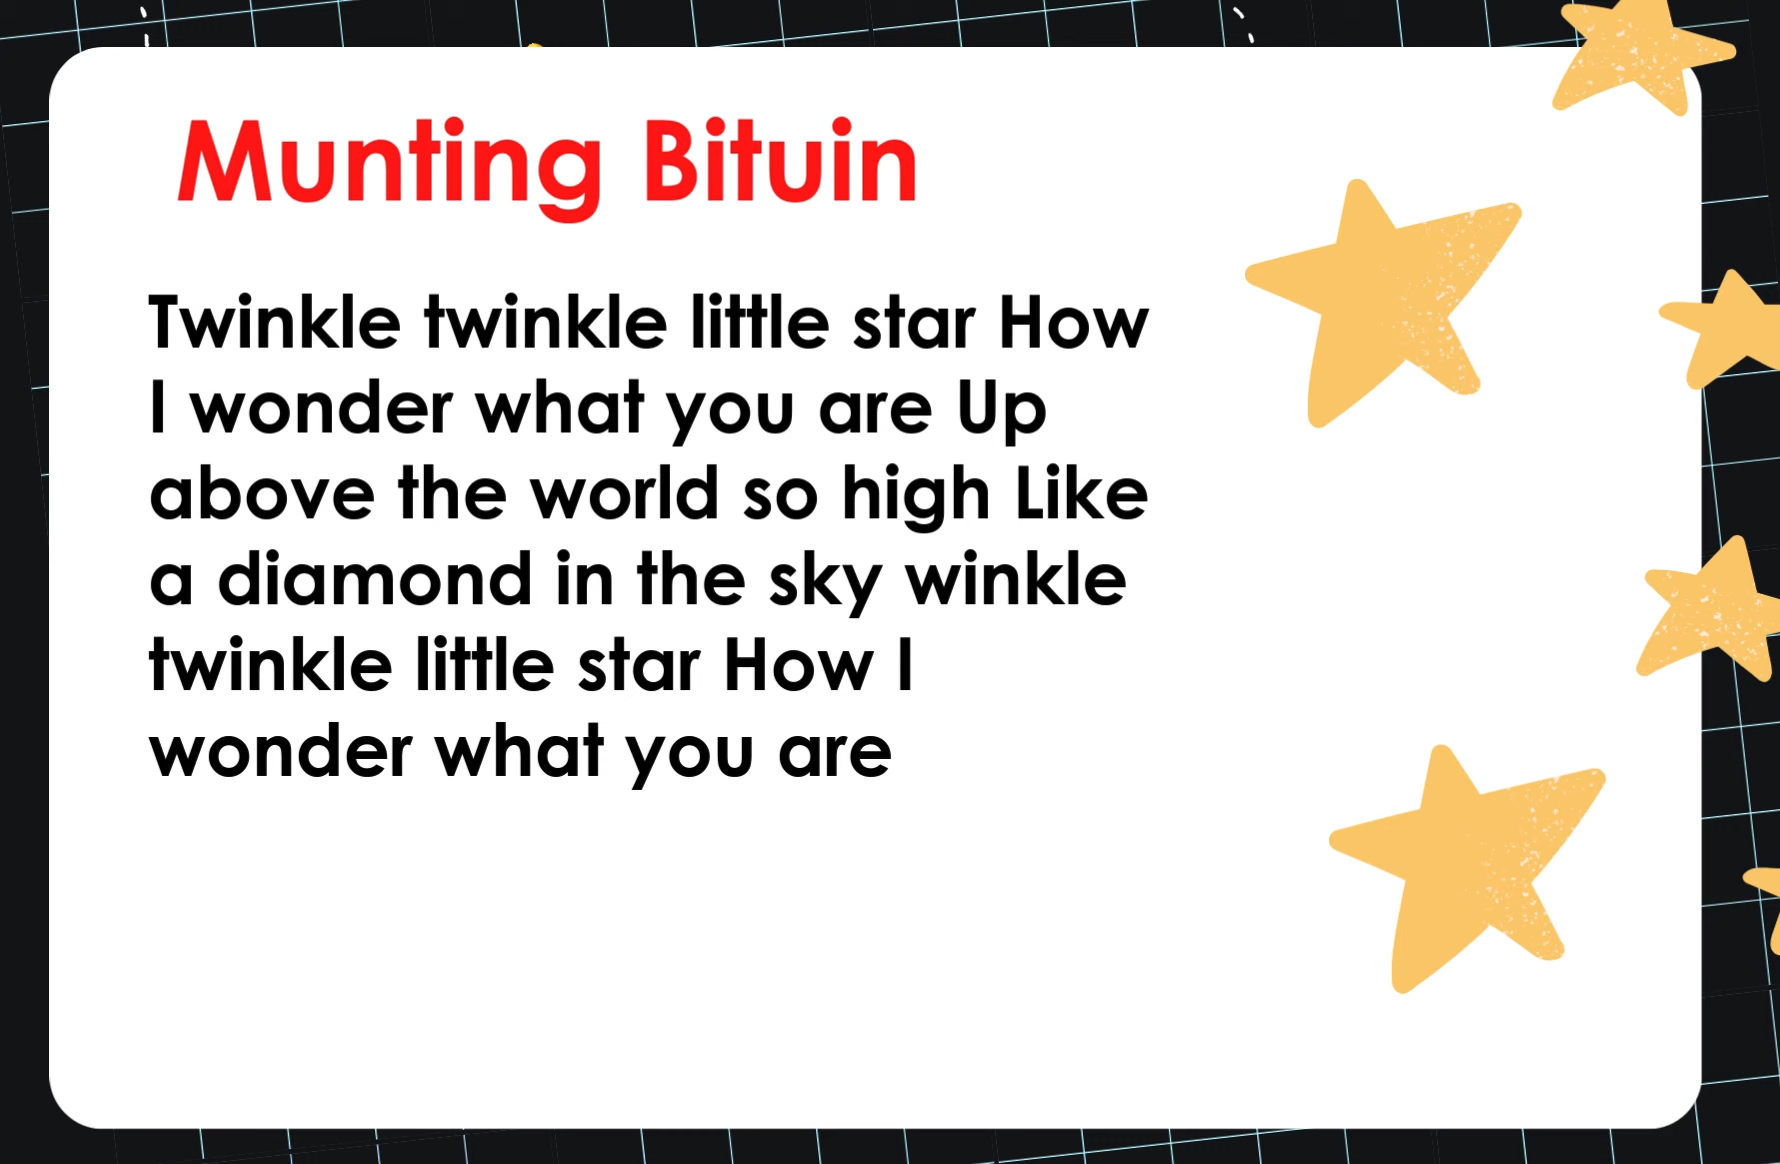 Munting Bituin
Twinkle twinkle little star How
I wonder what you are Up
above the world so high Like
a diamond in the sky winkle
twinkle little star How I
wonder what you are